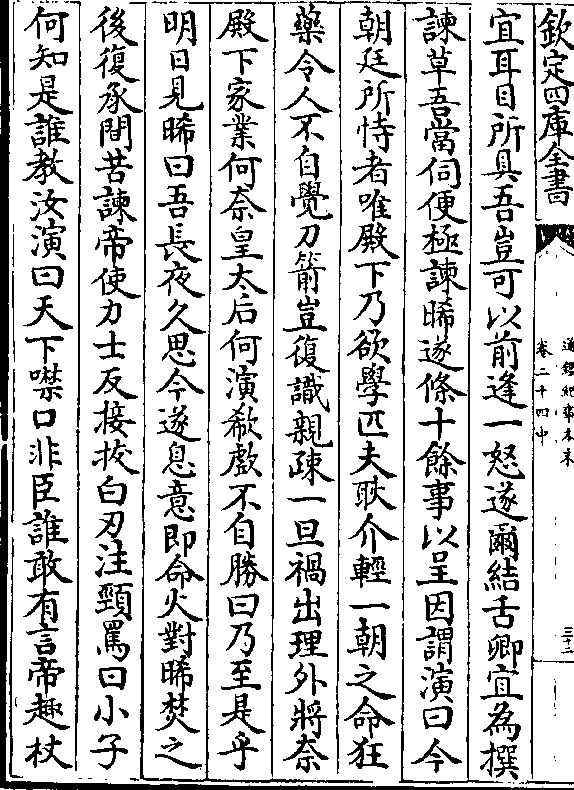 欽定四庫全書
通鑑紀事本末
卷二十四中
三十二
宜耳目所具吾豈可以前逢一怒遂爾結舌卿宜為撰
諫草吾當伺便極諫晞遂條十餘事以呈因謂演曰今
朝廷所恃者唯殿下乃欲學匹夫耿介輕一朝之命狂
藥令人不自覺刀箭豈復識親疎一旦禍出理外將奈
殿下家業何奈皇太后何演欷歔不自勝曰乃至是乎
明日見晞曰吾長夜久思今遂息意即命火對晞焚之
後復承間苦諫帝使力士反接拔白刃注頸罵曰小子
何知是誰教汝演曰天下噤口非臣誰敢有言帝趣杖